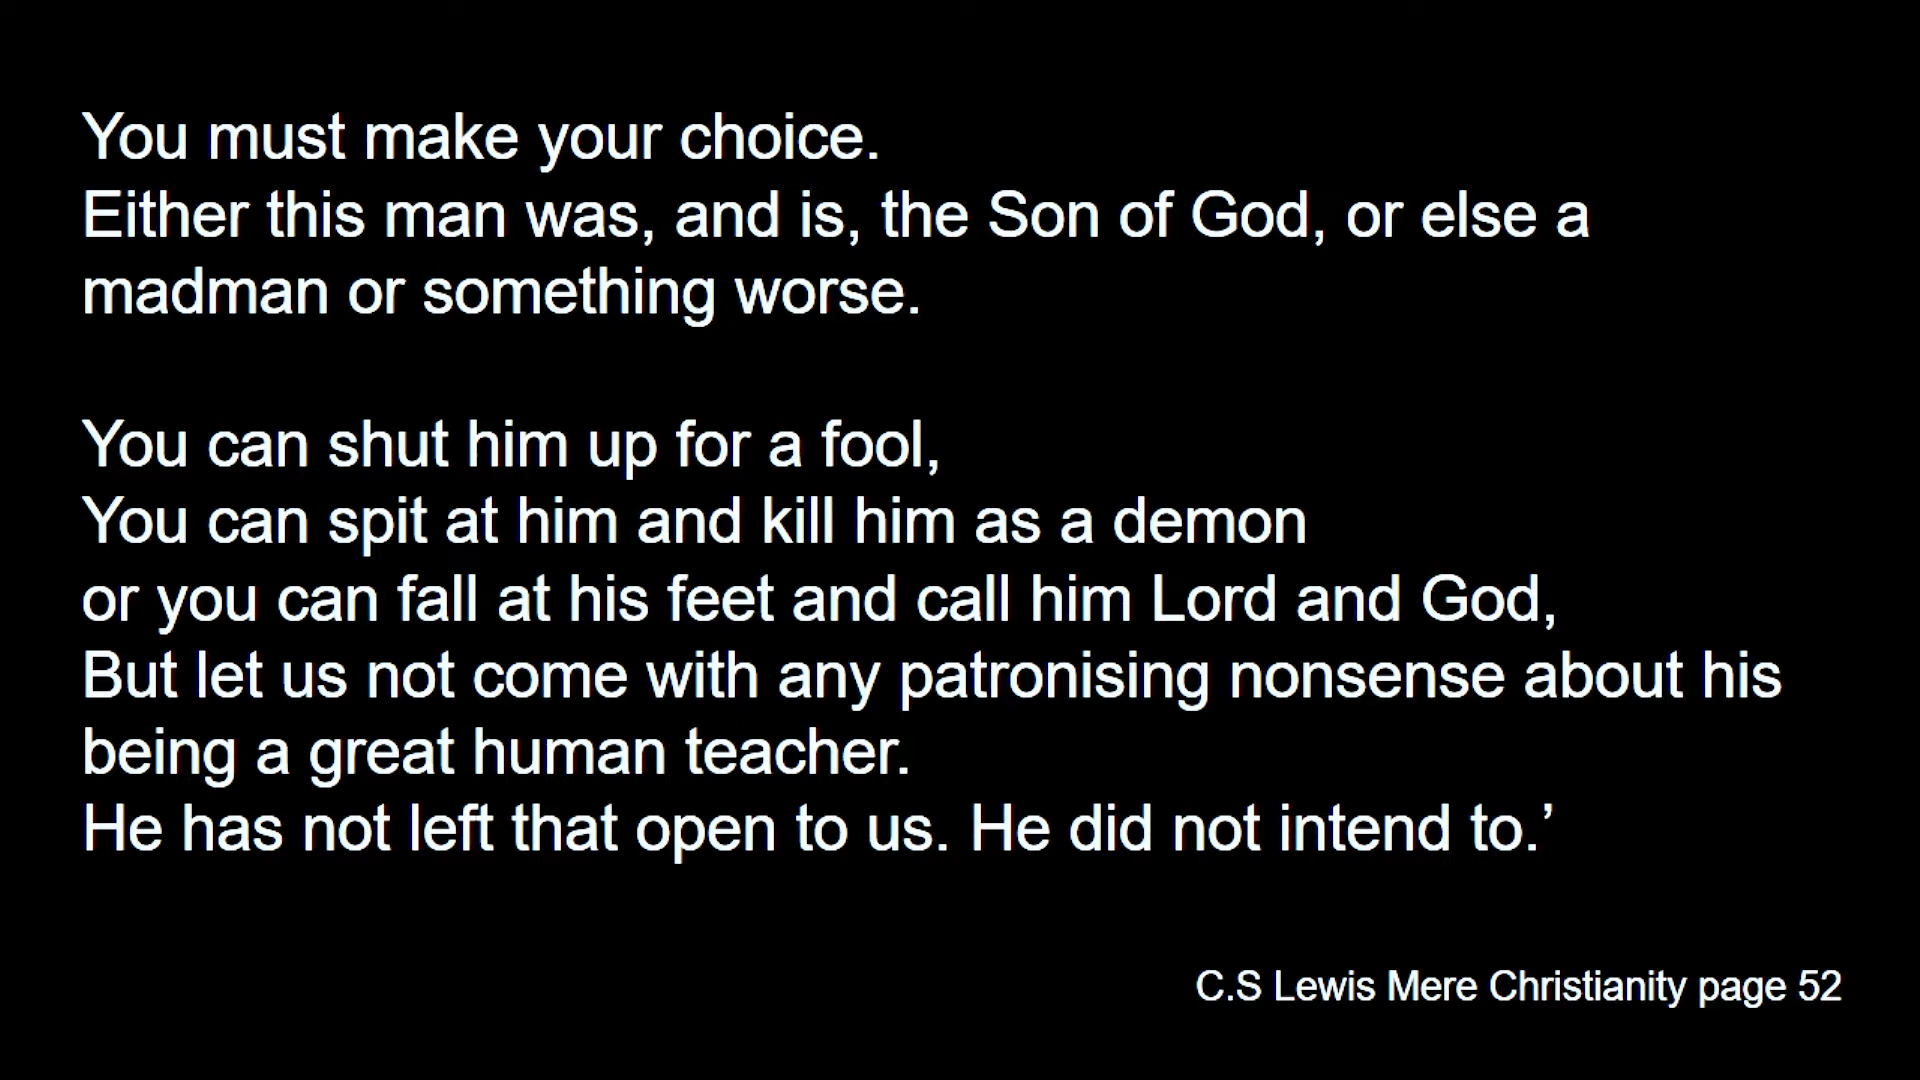 You must make your choice.
Either this man was, and is, the Son of God, or else a
madman or something worse.
You can shut him up for a fool,
You can spit at him and kill him as a demon
or you can fall at his feet and call him Lord and God,
But let us not come with any patronising nonsense about his
being a great human teacher.
He has not left that open to us. He did not intend to.’
C.S Lewis Mere Christianity page 52